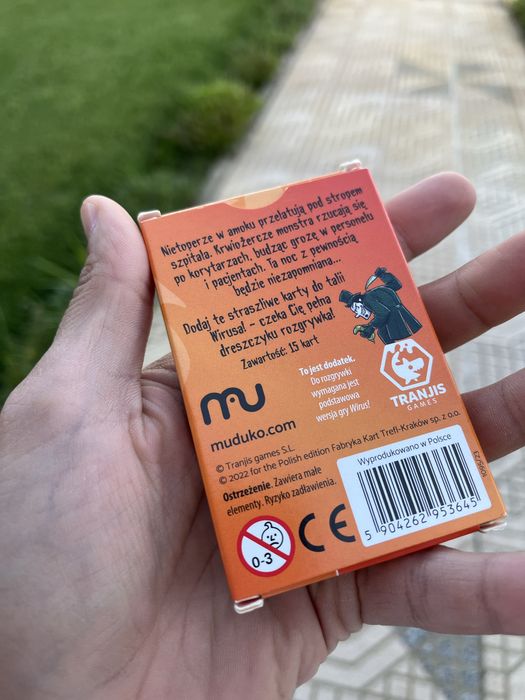 Nietoperze w amoku przelatują pod stropem
szpitala. Krwiożercze monstra rzucają się
po korytarzach, budząc grozę w personelu
i pacjentach. Ta noc z pewnością
będzie niezapomniana...
Dodaj te straszliwe karty do talii
Wirusa! – czeka Cię pełna
dreszczyku rozgrywka!
Zawartość: 15 kart
To jest dodatek.
Do rozgrywki
wymagana jest
podstawowa
wersja gry Wirus!
TRANJIS
GAMES
mu
muduko.com
© Tranjis games S.L.
© 2022 for the Polish edition Fabryka Kart Trefl-Kraków sp. z o.o.
Ostrzeżenie. Zawiera małe
elementy. Ryzyko zadławienia.
0-3
CE
Wyprodukowano w Polsce
5 904262 953645